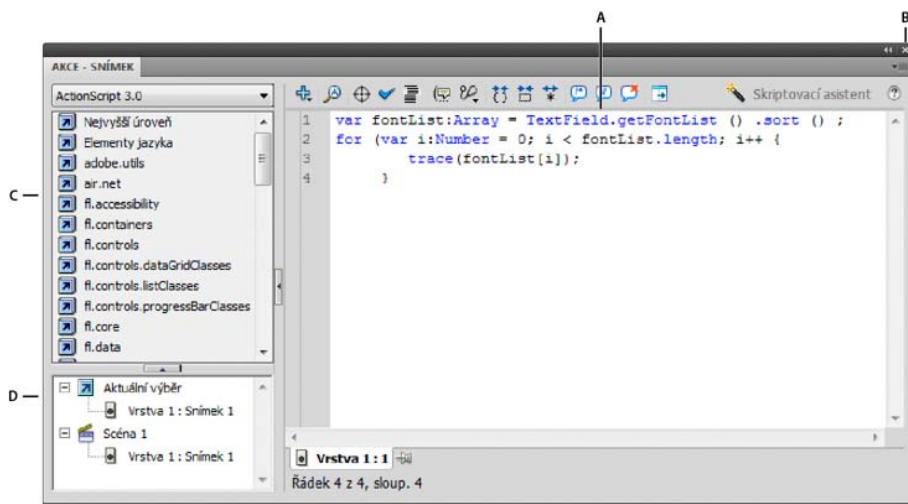 A
B
AKCE - SNÍMEK
ActionScript 3.0
Skriptovací asistent
C
Nejvyšší úroveň
Elementy jazyka
adobe.utils
air.net
fl.accessibility
fl.containers
fl.controls
fl.controls.dataGridClasses
fl.controls.listClasses
fl.controls.progressBarClasses
fl.core
fl.data
1 var fontList:Array = TextField.getFontList () .sort () ;
2 for (var i:Number = 0; i < fontList.length; i++ {
3 trace(fontList[i]);
4 }
D
Aktuální výběr
Vrstva 1 : Snímek 1
Scéna 1
Vrstva 1 : Snímek 1
Vrstva 1 : 1
Řádek 4 z 4, sloup. 4